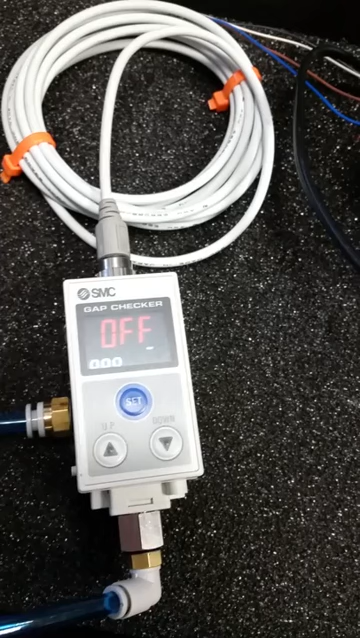 SMC
GAP CHECKER
OFF
000
SET
UP
DOWN